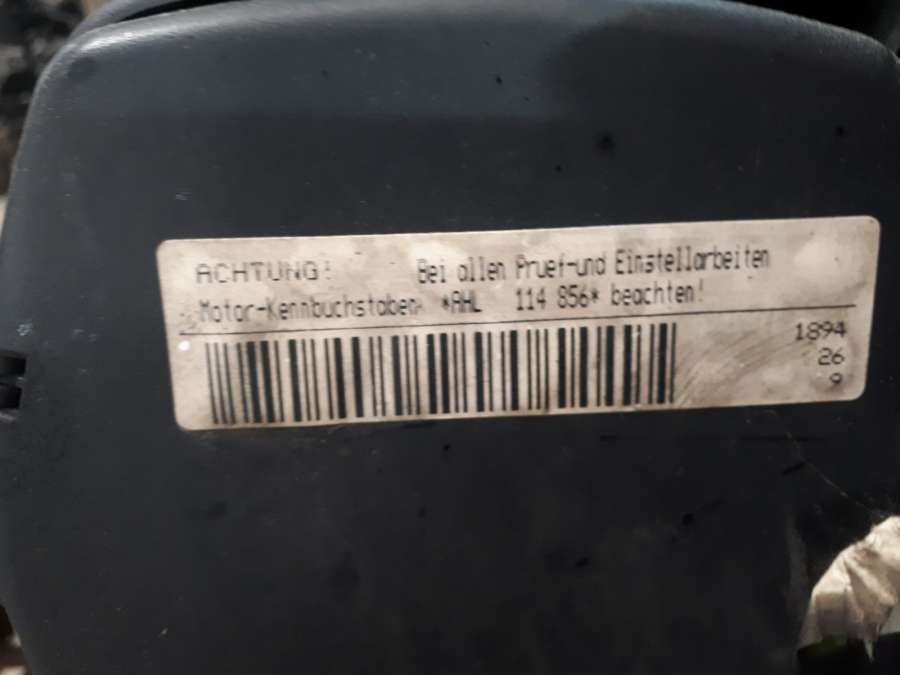 ACHTUNG! Bei allen Pruef-und Einstellarbeiten
Motor-Kennbuchstaben> *AHL 114 856* beachten!
1894
26
9